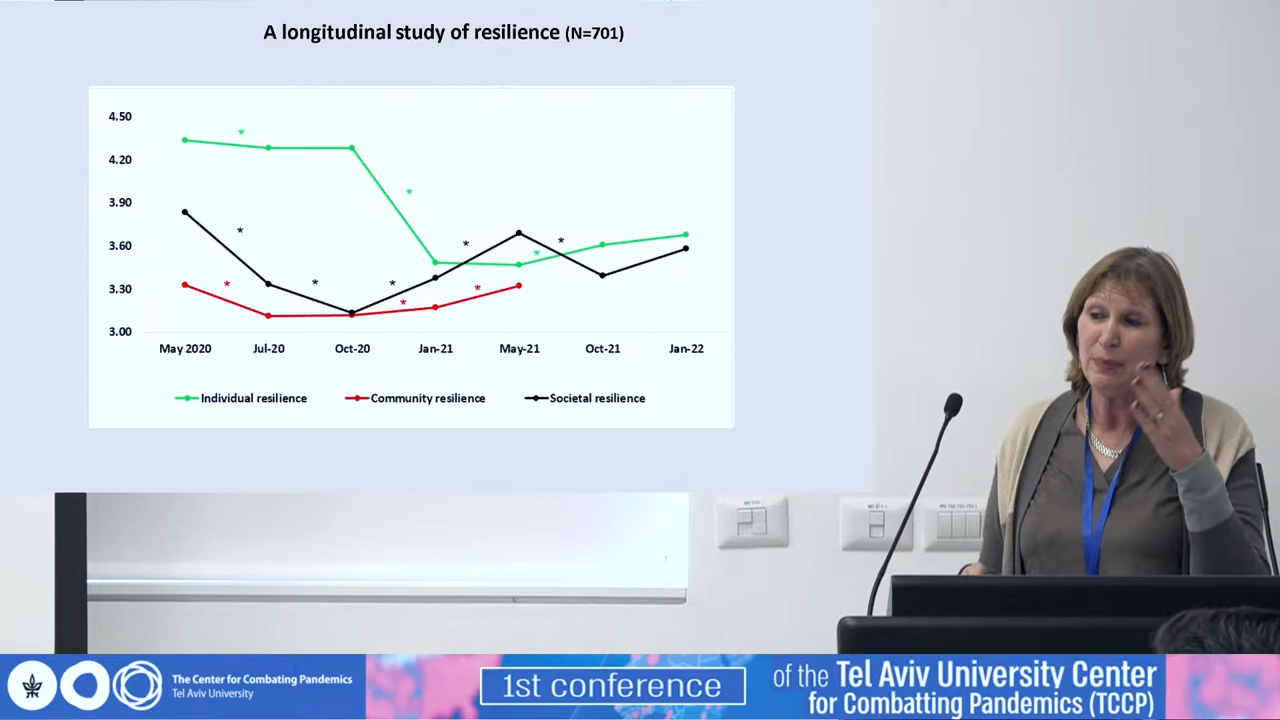 A longitudinal study of resilience (N=701)
4.50
4.20
3.90
3.60
3.30
3.00
May 2020 Jul-20 Oct-20 Jan-21 May-21 Oct-21 Jan-22
Individual resilience Community resilience Societal resilience
The Center for Combating Pandemics
Tel Aviv University
1st conference
of the Tel Aviv University Center
for Combatting Pandemics (TCCP)